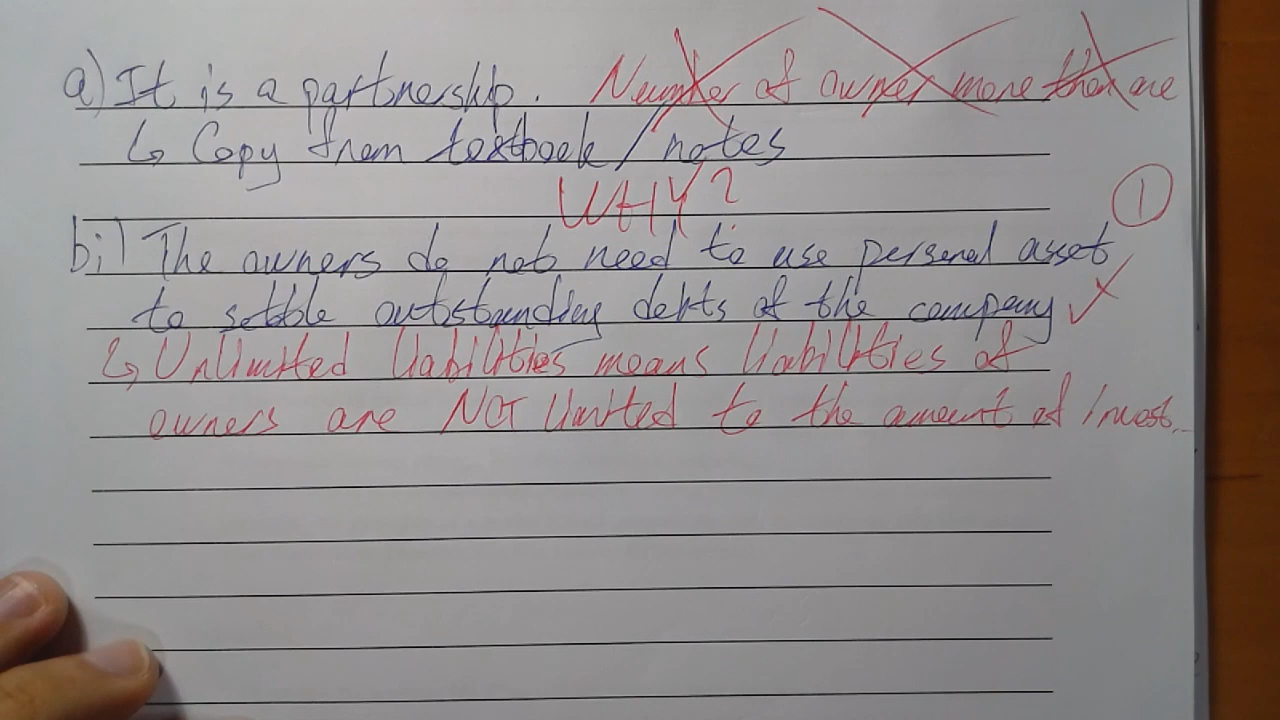 a) It is a partnership. Number of owner more than one
↳ Copy from textbook / notes
WHY?
①
bi) The owners do not need to use personal asset
to settle outstanding debts of the company ✓
↳ Unlimited liabilities means liabilities of
owners are NOT limited to the amount of invest...